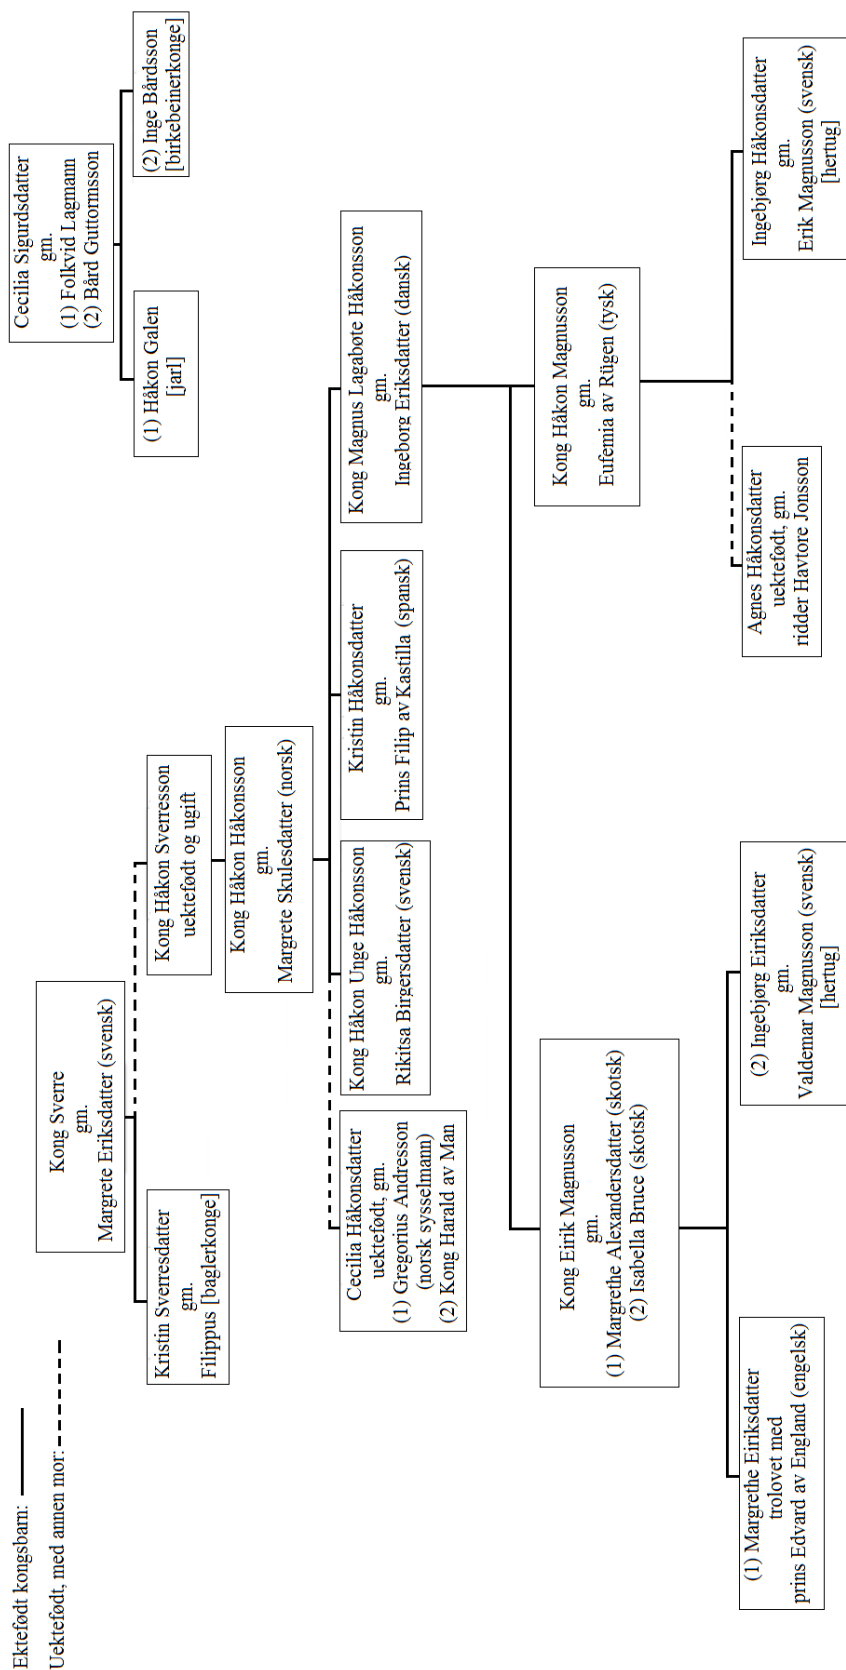 Ektefødt kongsbarn:
Uektefødt, med annen mor:
Kong Sverre
gm.
Margrete Eriksdatter (svensk)
Cecilia Sigurdsdatter
gm.
(1) Folkvid Lagmann
(2) Bård Guttormsson
Kristin Sverresdatter
gm.
Filippus [baglerkonge]
Kong Håkon Sverresson
uektefødt og ugift
(1) Håkon Galen
[jarl]
(2) Inge Bårdsson
[birkebeinerkonge]
Kong Håkon Håkonsson
gm.
Margrete Skulesdatter (norsk)
Cecilia Håkonsdatter
uektefødt, gm.
(1) Gregorius Andresson
(norsk sysselmann)
(2) Kong Harald av Man
Kong Håkon Unge Håkonsson
gm.
Rikitsa Birgersdatter (svensk)
Kristin Håkonsdatter
gm.
Prins Filip av Kastilla (spansk)
Kong Magnus Lagabøte Håkonsson
gm.
Ingeborg Eriksdatter (dansk)
Kong Eirik Magnusson
gm.
(1) Margrethe Alexandersdatter (skotsk)
(2) Isabella Bruce (skotsk)
Kong Håkon Magnusson
gm.
Eufemia av Rügen (tysk)
(1) Margrethe Eiriksdatter
trolovet med
prins Edvard av England (engelsk)
(2) Ingebjørg Eiriksdatter
gm.
Valdemar Magnusson (svensk)
[hertug]
Agnes Håkonsdatter
uektefødt, gm.
ridder Havtore Jonsson
Ingebjørg Håkonsdatter
gm.
Erik Magnusson (svensk)
[hertug]